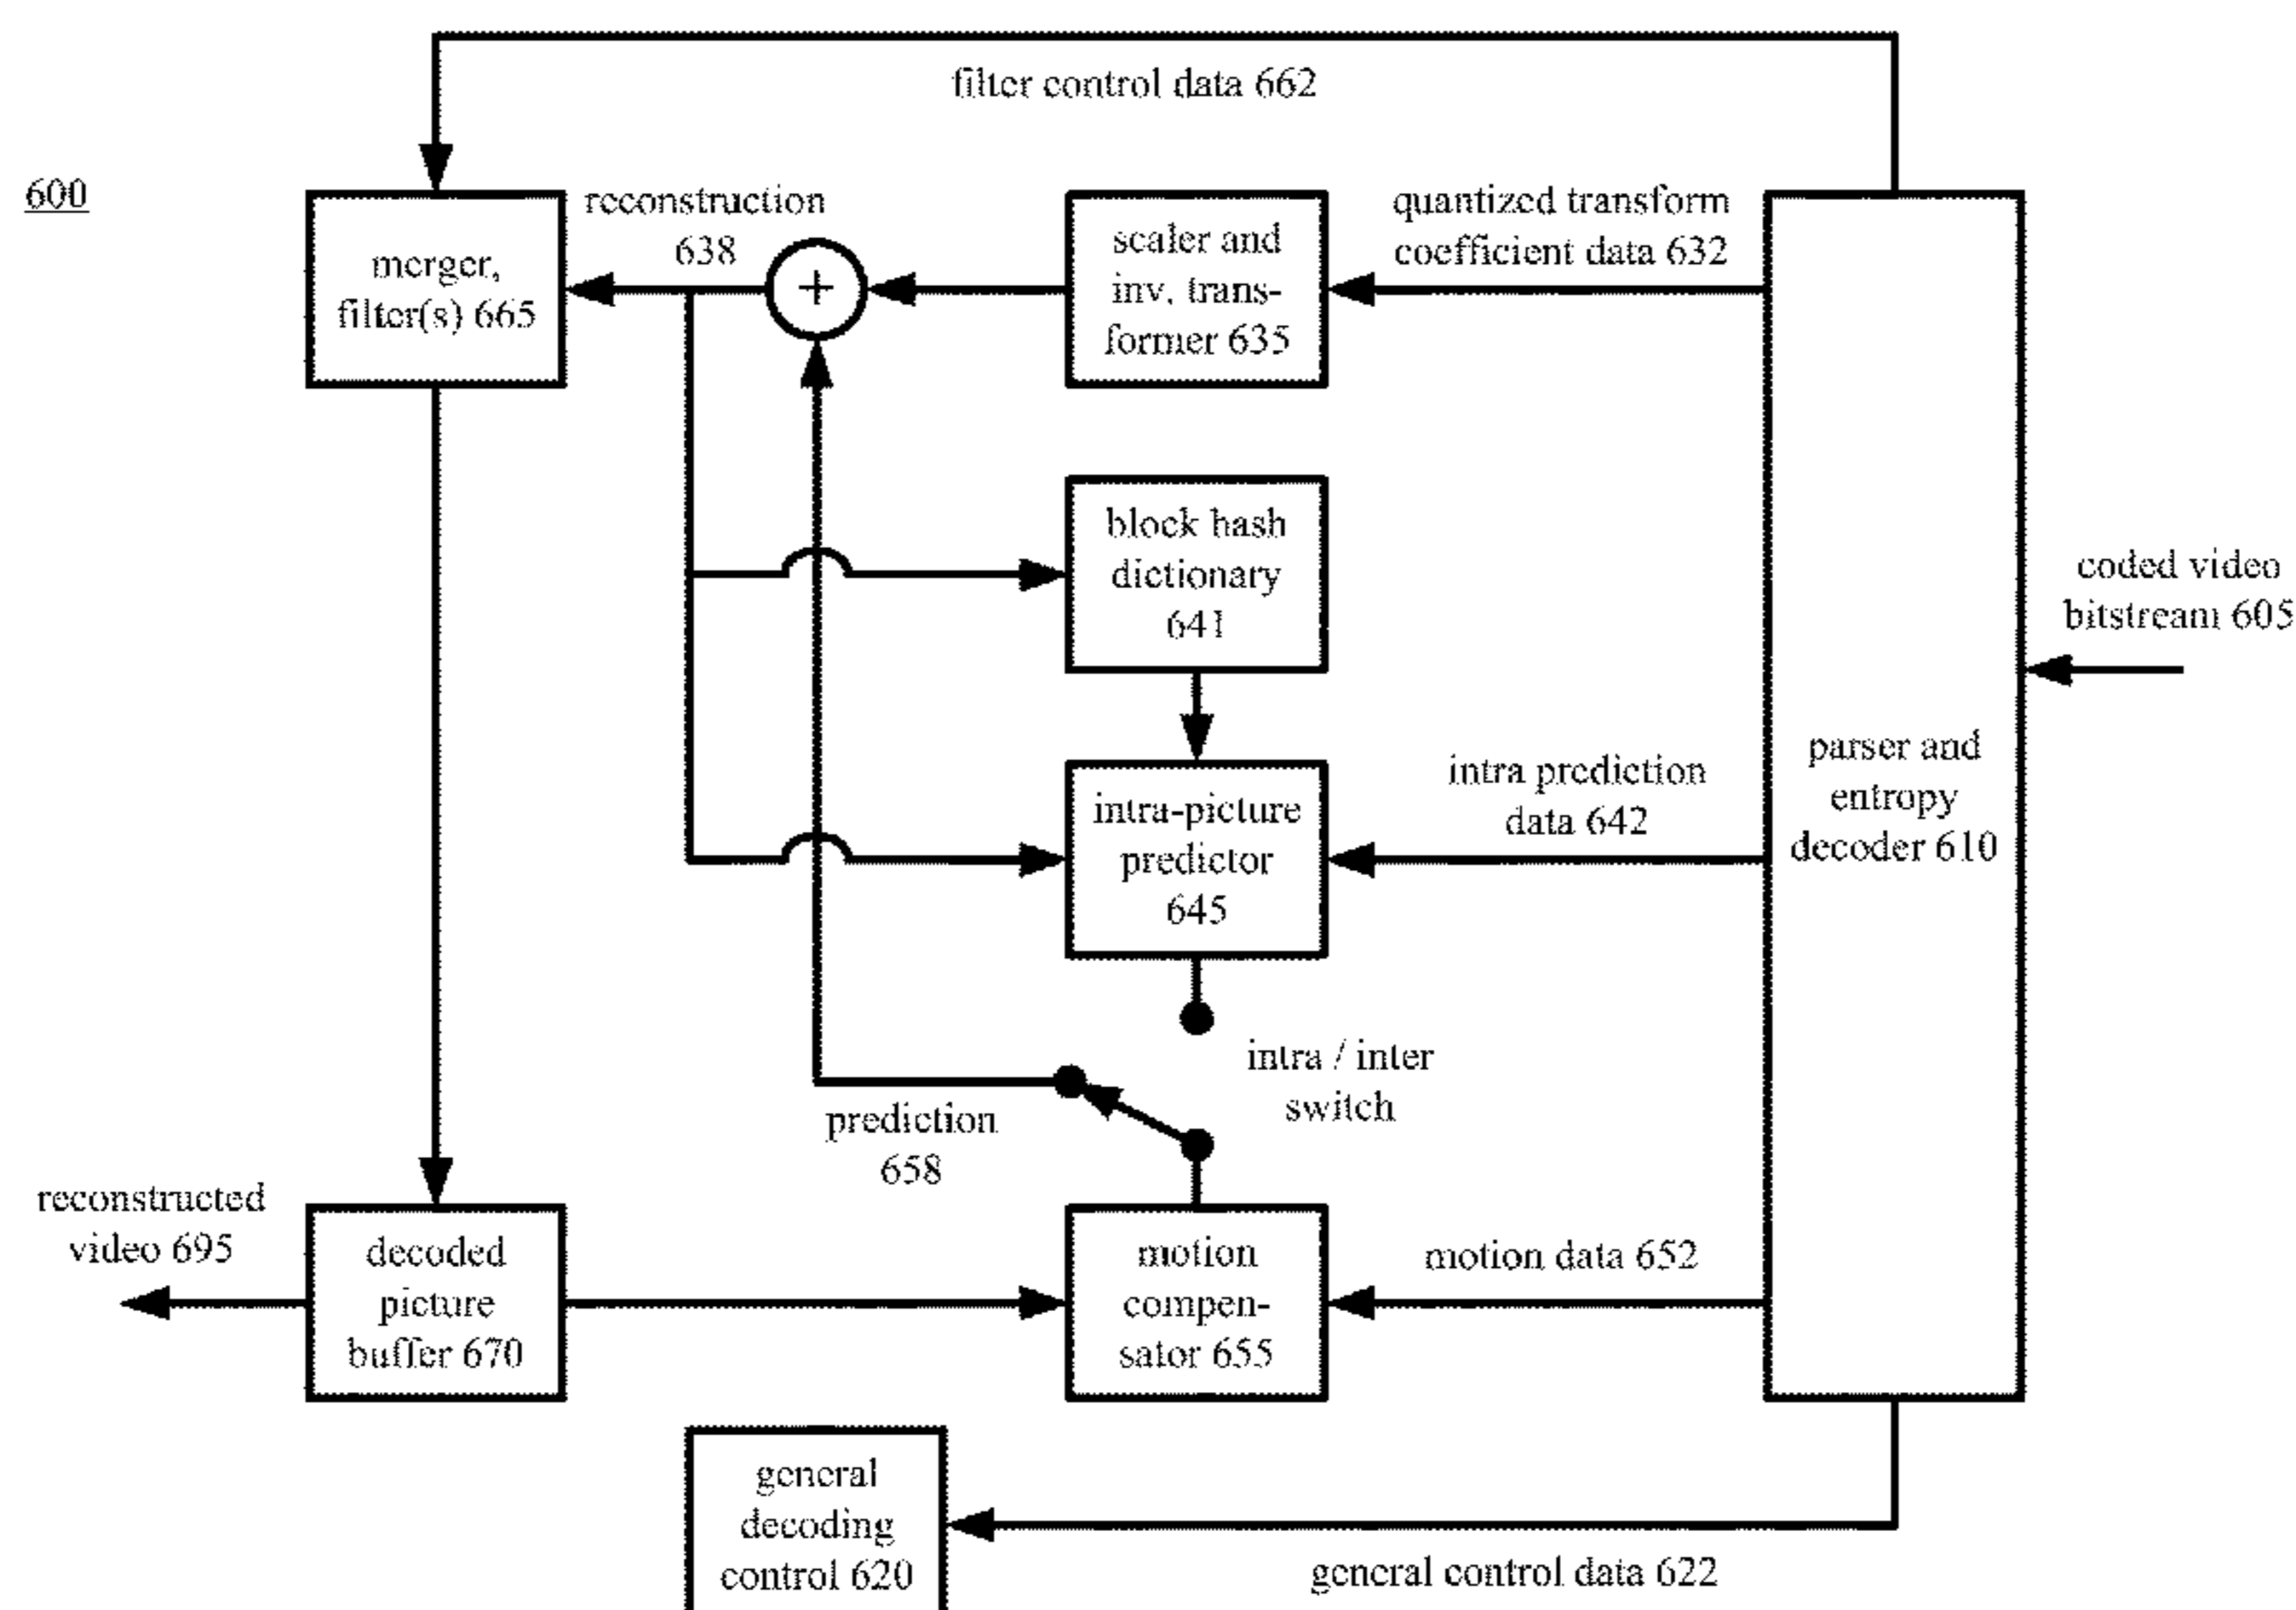 filter control data 662
600
merger,
filter(s) 665
reconstruction
638
+
scaler and
inv. trans-
former 635
quantized transform
coefficient data 632
block hash
dictionary
641
coded video
bitstream 605
parser and
entropy
decoder 610
intra-picture
predictor
645
intra prediction
data 642
intra / inter
switch
prediction
658
reconstructed
video 695
decoded
picture
buffer 670
motion
compen-
sator 655
motion data 652
general
decoding
control 620
general control data 622